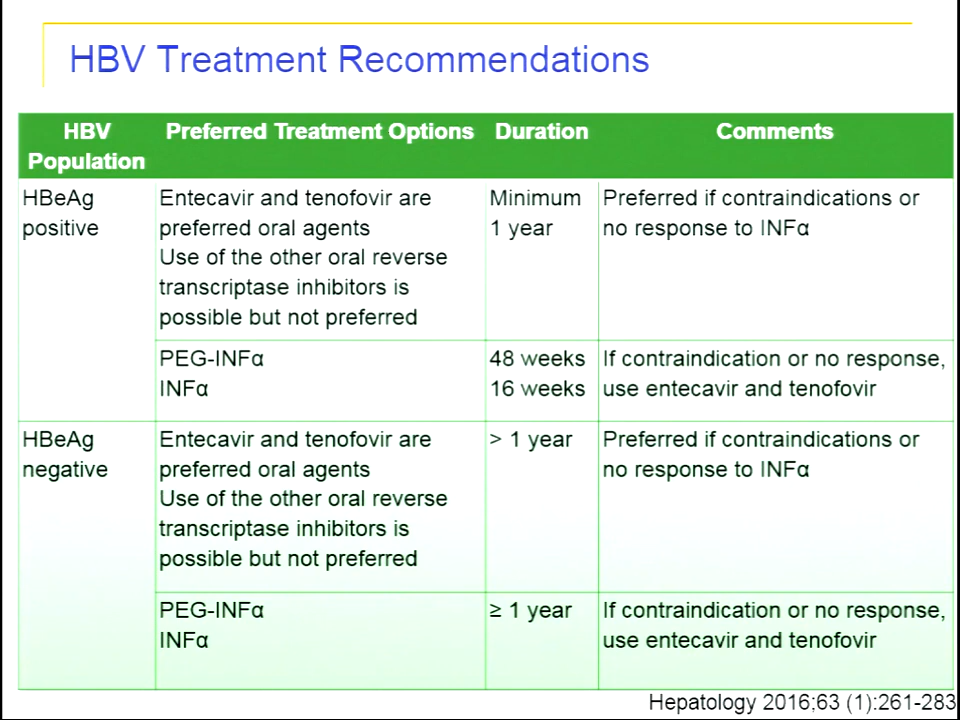 HBV Treatment Recommendations
HBV Population
Preferred Treatment Options
Duration
Comments
HBeAg
positive
Entecavir and tenofovir are
preferred oral agents
Use of the other oral reverse
transcriptase inhibitors is
possible but not preferred
Minimum
1 year
Preferred if contraindications or
no response to INFα
PEG-INFα
INFα
48 weeks
16 weeks
If contraindication or no response,
use entecavir and tenofovir
HBeAg
negative
Entecavir and tenofovir are
preferred oral agents
Use of the other oral reverse
transcriptase inhibitors is
possible but not preferred
> 1 year
Preferred if contraindications or
no response to INFα
PEG-INFα
INFα
≥ 1 year
If contraindication or no response,
use entecavir and tenofovir
Hepatology 2016;63 (1):261-283